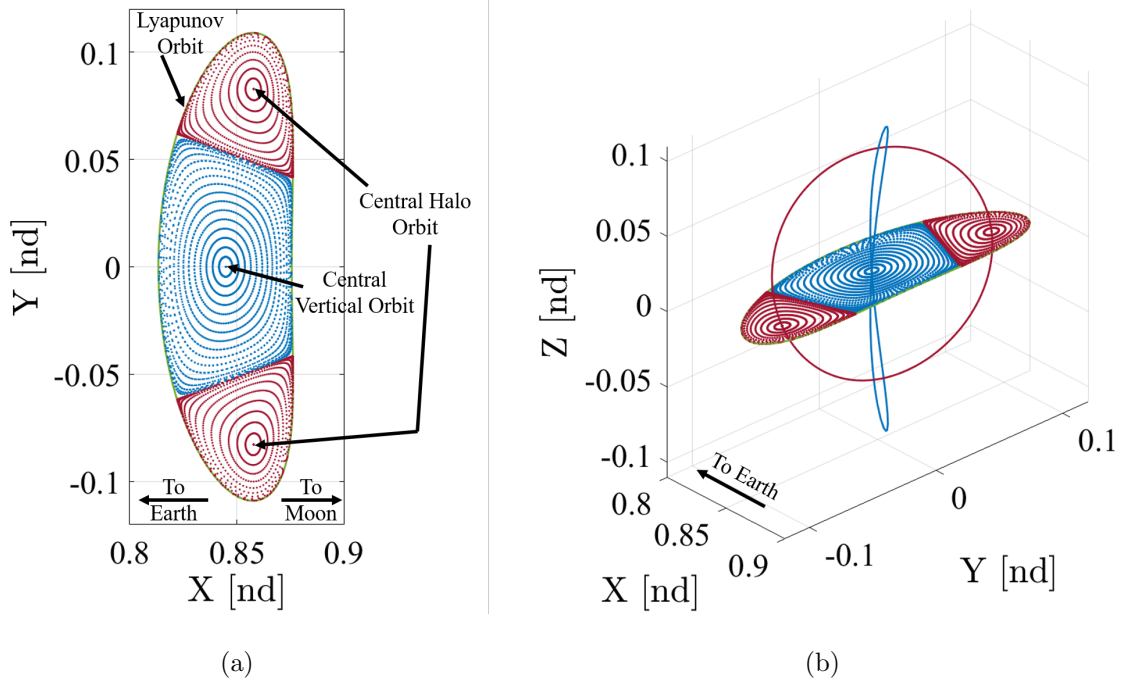 Lyapunov
Orbit
0.1
0.05
0
-0.05
-0.1
Y [nd]
Central Halo
Orbit
Central
Vertical Orbit
To
Earth
To
Moon
0.8
0.85
0.9
X [nd]
(a)
0.1
0.05
0
-0.05
-0.1
Z [nd]
To Earth
0.8
0.85
0.9
X [nd]
-0.1
0
0.1
Y [nd]
(b)